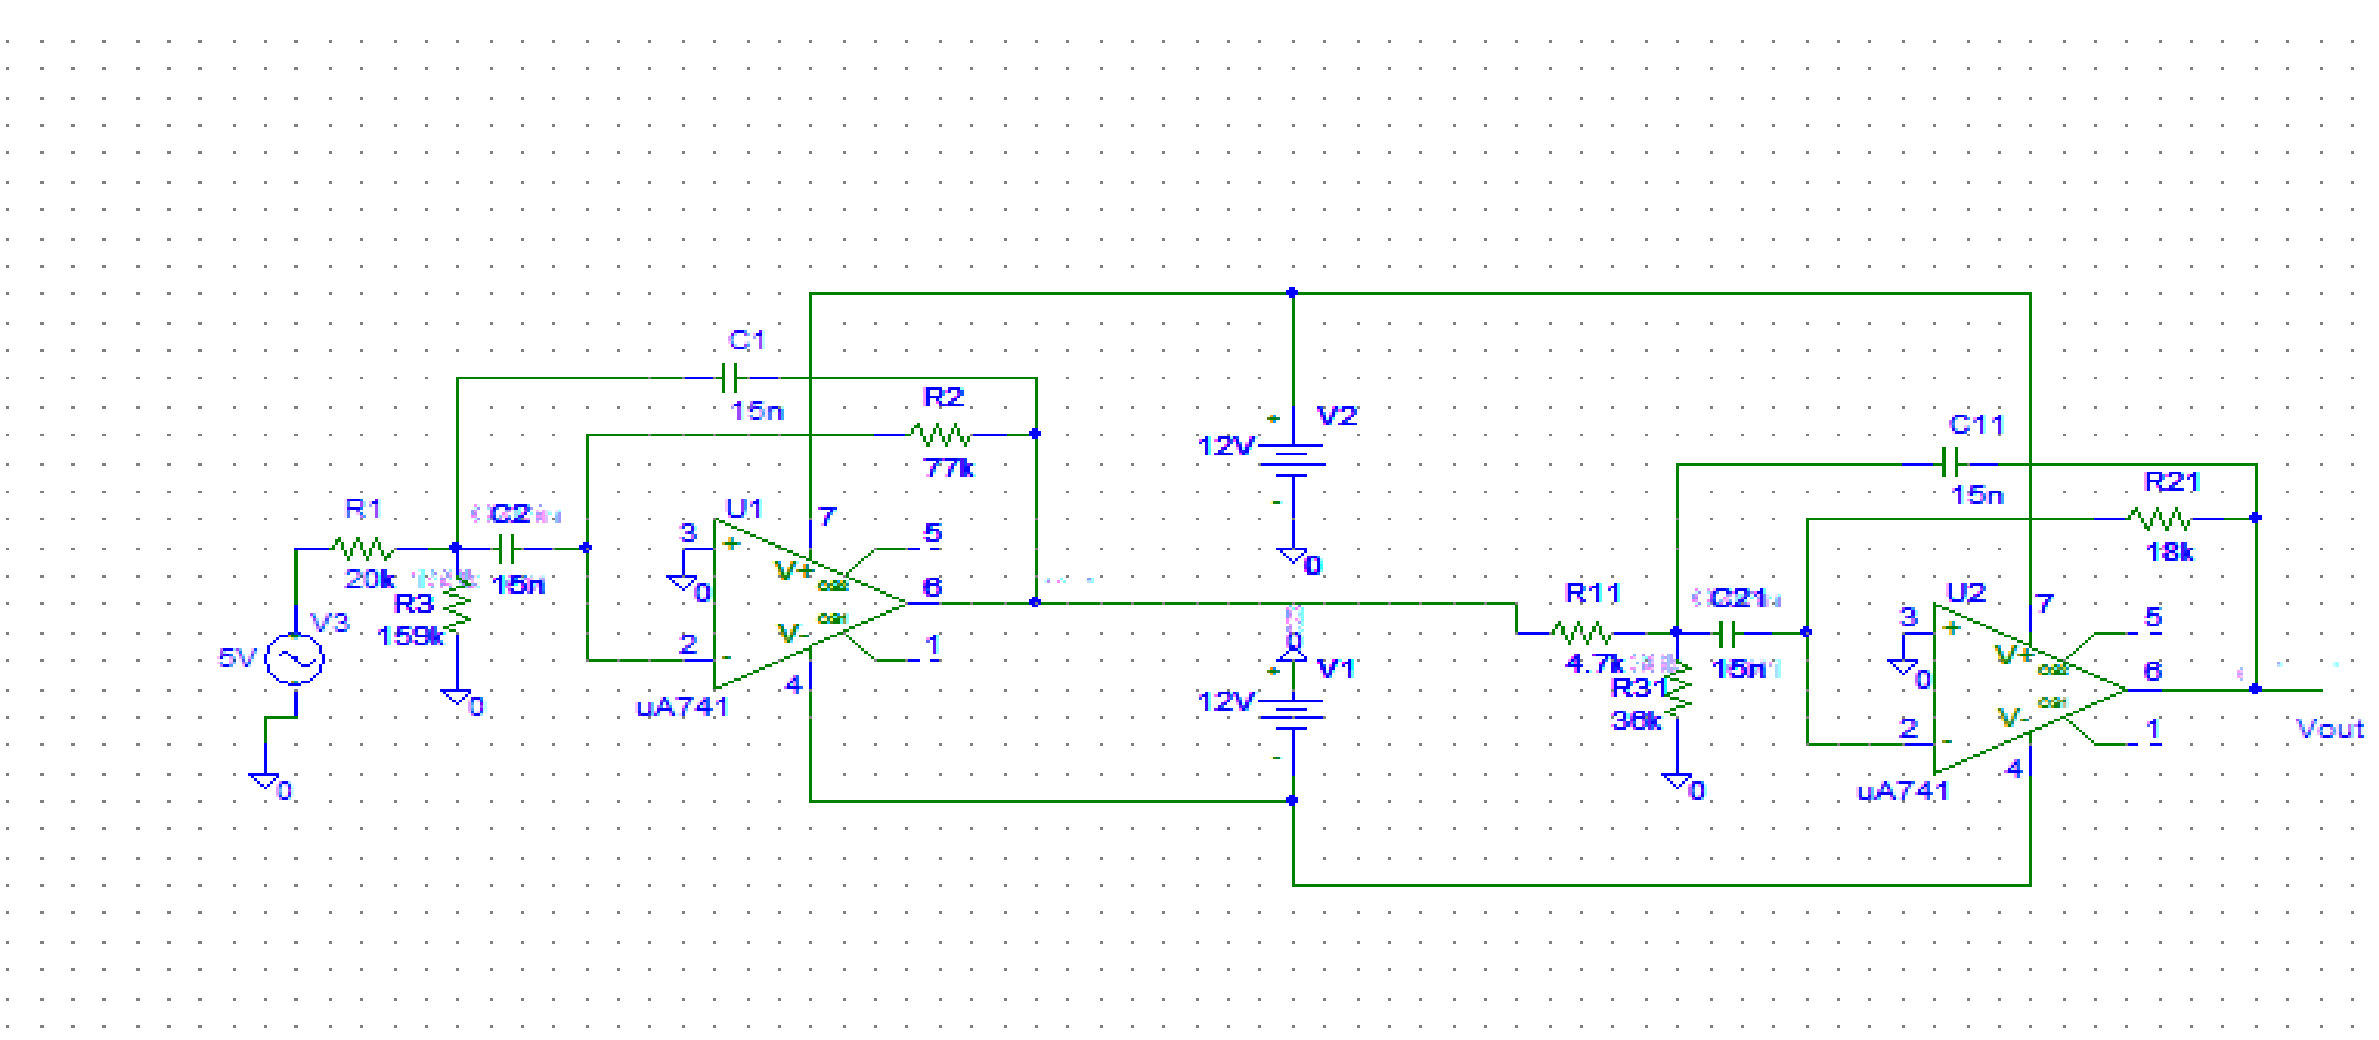 C1
15n
R2
77k
V2
12V
+
-
0
C11
15n
R21
18k
R1
20k
C2
15n
R3
159k
0
V3
5V
0
U1
3
+
0
2
-
7
V+
5
6
V-
1
4
uA741
0
V1
12V
+
-
R11
4.7k
C21
15n
R31
0
U2
3
+
0
2
-
7
V+
5
6
V-
1
4
uA741
Vout